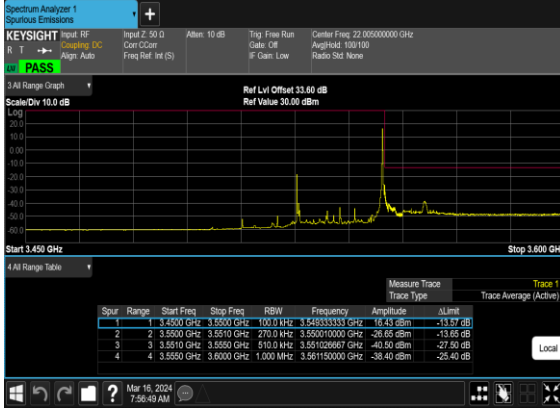 Spectrum Analyzer 1
Spurious Emissions
KEYSIGHT Input: RF Input Z: 50 Ω Atten: 10 dB Trig: Free Run Center Freq: 22.005000000 GHz
R T Coupling: DC Corr CCorr Gate: Off Avg|Hold: 100/100
Align: Auto Freq Ref: Int (S) IF Gain: Low Radio Std: None
PASS
3.All Range Graph
Ref Lvl Offset 33.60 dB
Scale/Div 10.0 dB Ref Value 30.00 dBm
Log
20.0
10.0
0.00
-10.0
-20.0
-30.0
-40.0
-50.0
-60.0
Start 3.450 GHz Stop 3.600 GH
4.All Range Table
Measure Trace Trace 1
Trace Type Trace Average (Active)
Spur Range Start Freq Stop Freq RBW Frequency Amplitude ΔLimit
1 1 3.4500 GHz 3.5500 GHz 100.0 kHz 3.549333333 GHz 16.43 dBm -13.57 dB
2 2 3.5500 GHz 3.5510 GHz 270.0 kHz 3.550010000 GHz -26.65 dBm -13.65 dB
3 3 3.5510 GHz 3.5550 GHz 510.0 kHz 3.551026667 GHz -40.50 dBm -27.50 dB
4 4 3.5550 GHz 3.6000 GHz 1.000 MHz 3.561150000 GHz -38.40 dBm -25.40 dB
Local
Mar 16, 2024
7:56:49 AM